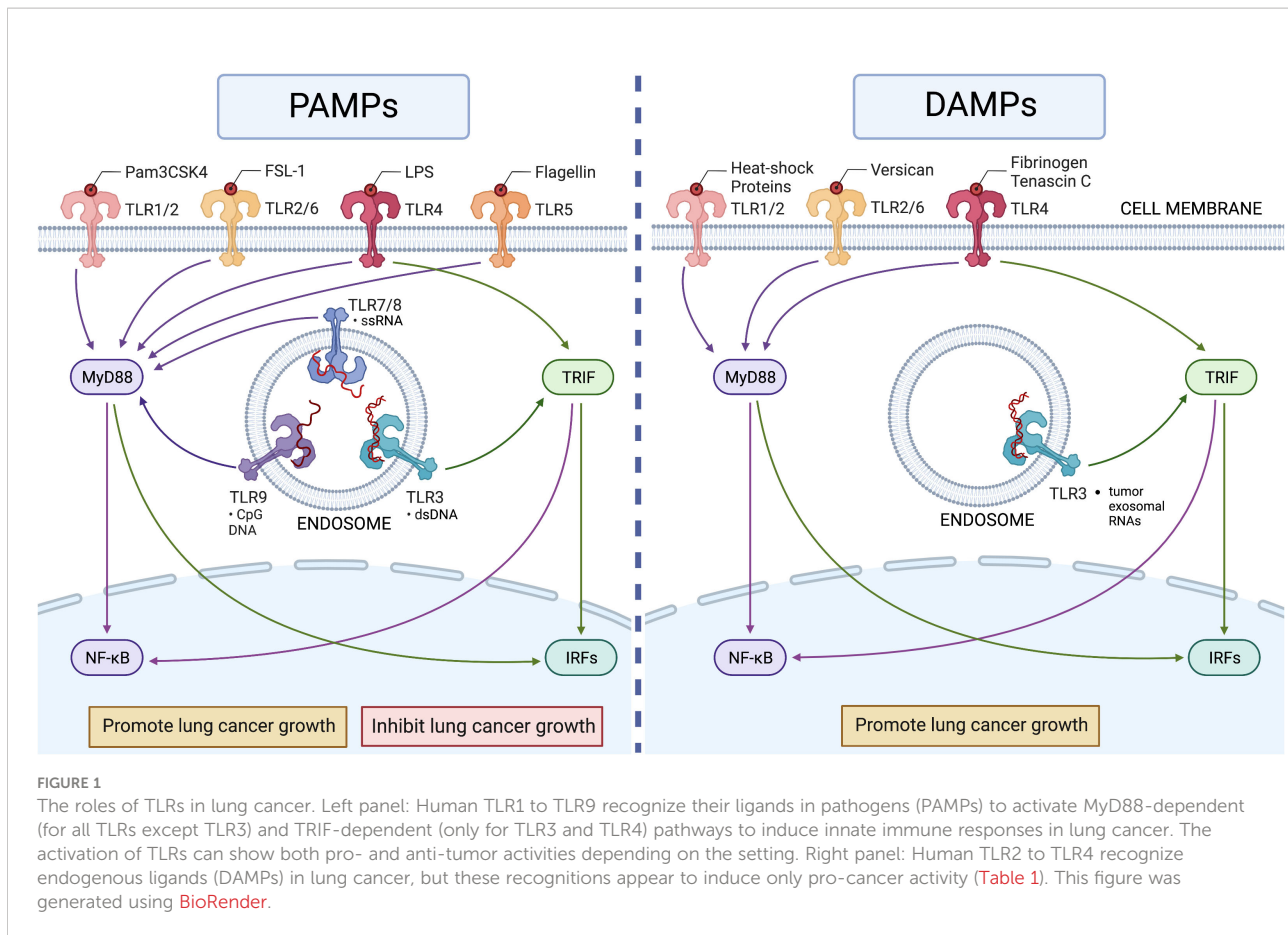 PAMPs
Pam3CSK4
TLR1/2
FSL-1
TLR2/6
LPS
TLR4
Flagellin
TLR5
TLR7/8
• ssRNA
MyD88
TRIF
TLR9
• CpG
DNA
ENDOSOME
TLR3
• dsDNA
NF-κB
IRFs
Promote lung cancer growth
Inhibit lung cancer growth
DAMPs
Heat-shock
Proteins
TLR1/2
Versican
TLR2/6
Fibrinogen
Tenascin C
TLR4
CELL MEMBRANE
MyD88
TRIF
TLR3 • tumor
exosomal
RNAs
ENDOSOME
NF-κB
IRFs
Promote lung cancer growth
FIGURE 1
The roles of TLRs in lung cancer. Left panel: Human TLR1 to TLR9 recognize their ligands in pathogens (PAMPs) to activate MyD88-dependent
(for all TLRs except TLR3) and TRIF-dependent (only for TLR3 and TLR4) pathways to induce innate immune responses in lung cancer. The
activation of TLRs can show both pro- and anti-tumor activities depending on the setting. Right panel: Human TLR2 to TLR4 recognize
endogenous ligands (DAMPs) in lung cancer, but these recognitions appear to induce only pro-cancer activity (Table 1). This figure was
generated using BioRender.